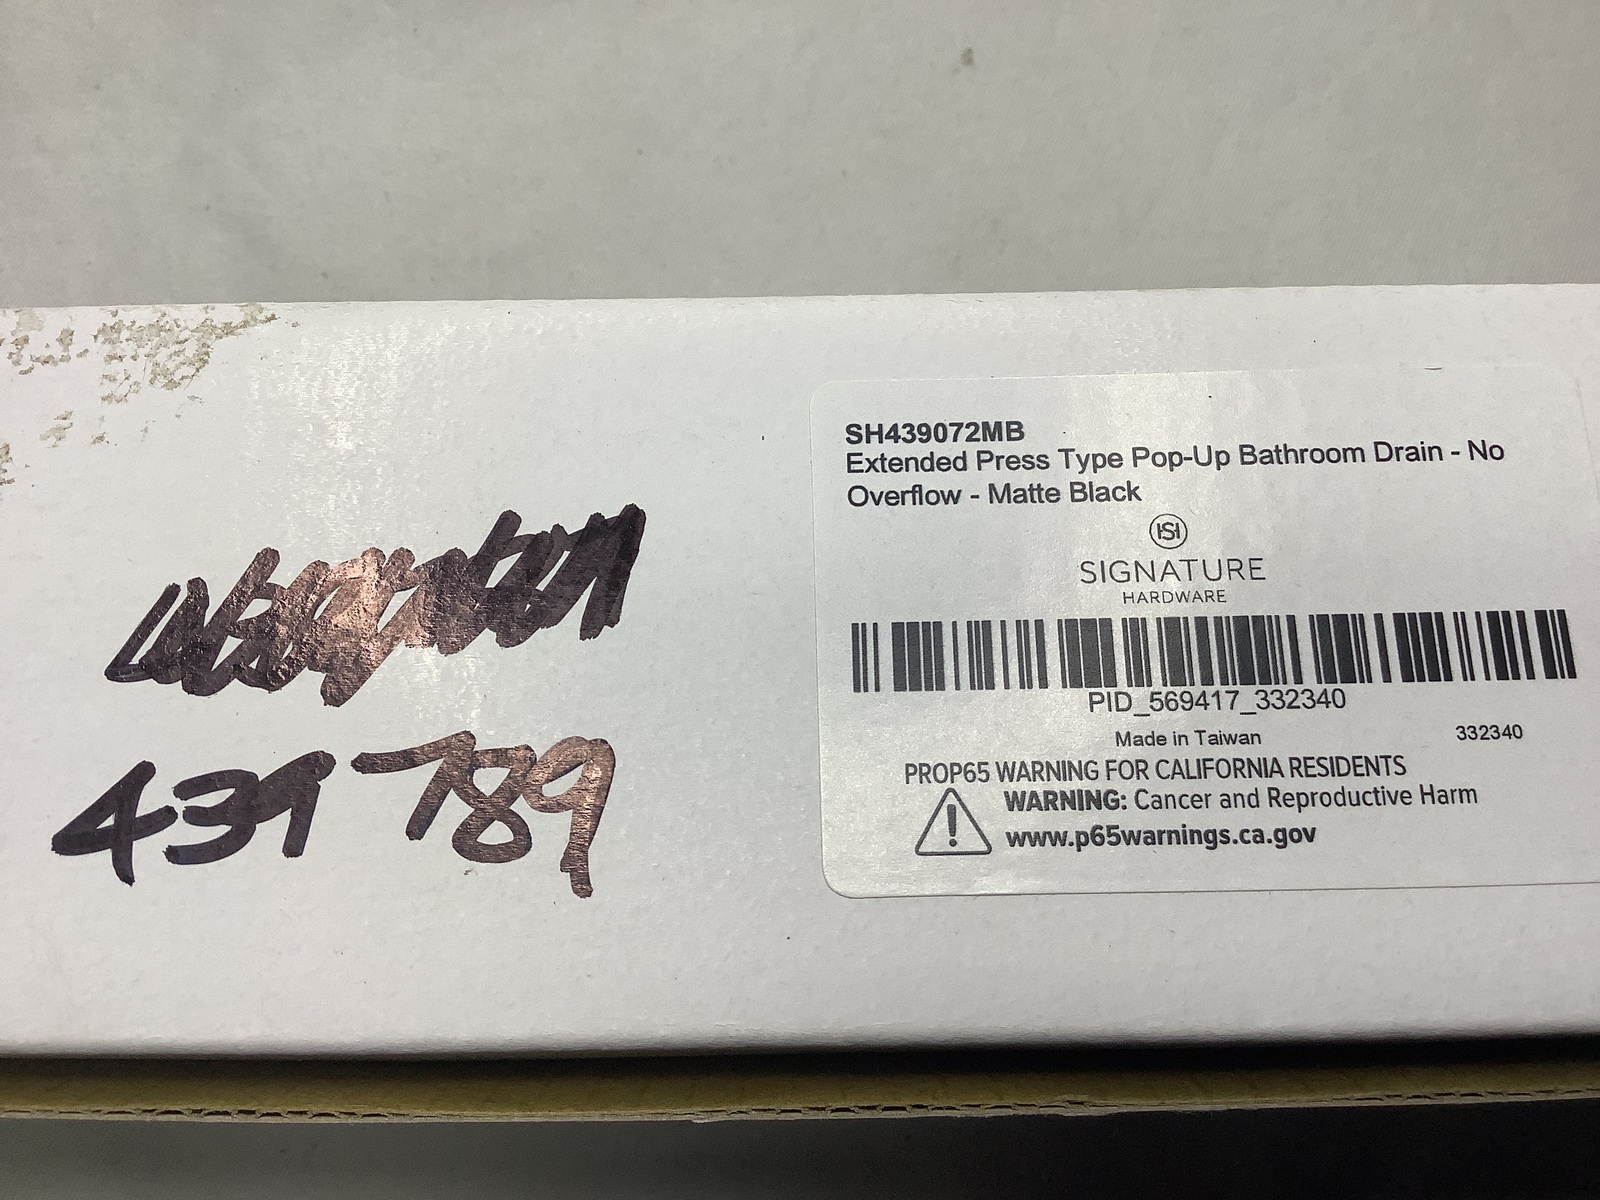 439 789
SH439072MB
Extended Press Type Pop-Up Bathroom Drain - No
Overflow - Matte Black
SIGNATURE
HARDWARE
PID_569417_332340
Made in Taiwan
332340
PROP65 WARNING FOR CALIFORNIA RESIDENTS
WARNING: Cancer and Reproductive Harm
www.p65warnings.ca.gov